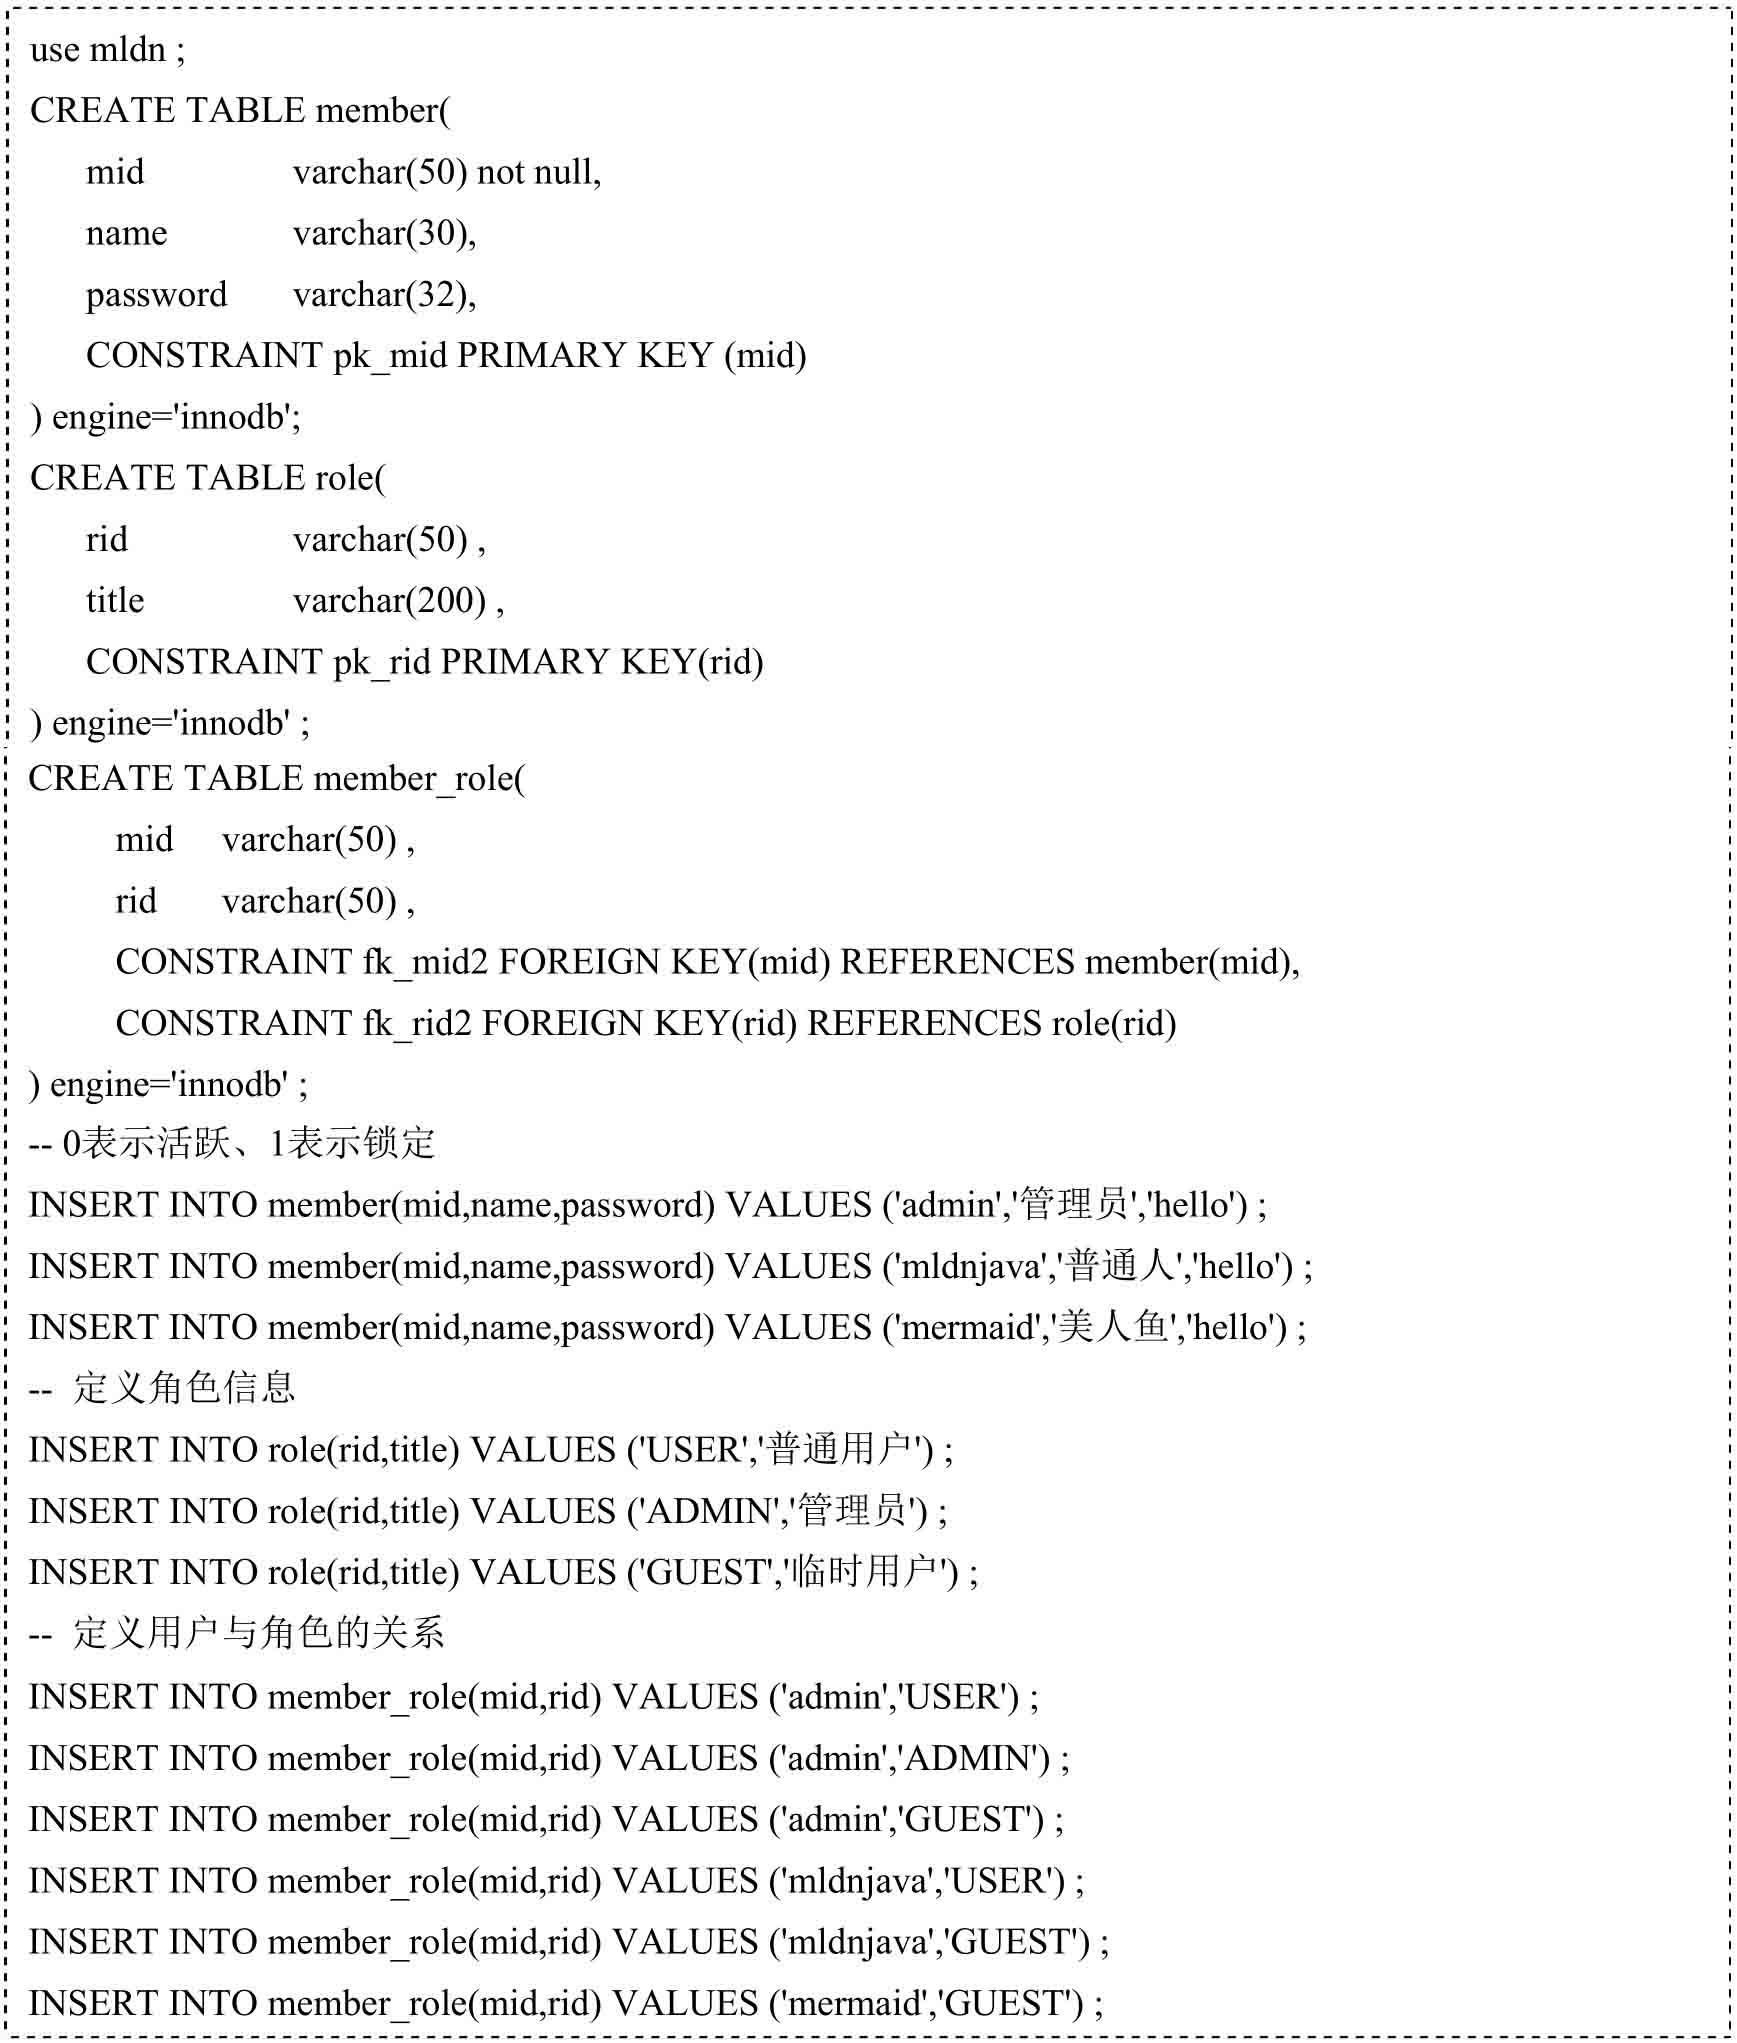 use mldn ;
CREATE TABLE member(
mid varchar(50) not null,
name varchar(30),
password varchar(32),
CONSTRAINT pk_mid PRIMARY KEY (mid)
) engine='innodb';
CREATE TABLE role(
rid varchar(50) ,
title varchar(200) ,
CONSTRAINT pk_rid PRIMARY KEY(rid)
) engine='innodb' ;
CREATE TABLE member_role(
mid varchar(50) ,
rid varchar(50) ,
CONSTRAINT fk_mid2 FOREIGN KEY(mid) REFERENCES member(mid),
CONSTRAINT fk_rid2 FOREIGN KEY(rid) REFERENCES role(rid)
) engine='innodb' ;
-- 0表示活跃、1表示锁定
INSERT INTO member(mid,name,password) VALUES ('admin','管理员','hello') ;
INSERT INTO member(mid,name,password) VALUES ('mldnjava','普通人','hello') ;
INSERT INTO member(mid,name,password) VALUES ('mermaid','美人鱼','hello') ;
-- 定义角色信息
INSERT INTO role(rid,title) VALUES ('USER','普通用户') ;
INSERT INTO role(rid,title) VALUES ('ADMIN','管理员') ;
INSERT INTO role(rid,title) VALUES ('GUEST','临时用户') ;
-- 定义用户与角色的关系
INSERT INTO member_role(mid,rid) VALUES ('admin','USER') ;
INSERT INTO member_role(mid,rid) VALUES ('admin','ADMIN') ;
INSERT INTO member_role(mid,rid) VALUES ('admin','GUEST') ;
INSERT INTO member_role(mid,rid) VALUES ('mldnjava','USER') ;
INSERT INTO member_role(mid,rid) VALUES ('mldnjava','GUEST') ;
INSERT INTO member_role(mid,rid) VALUES ('mermaid','GUEST') ;